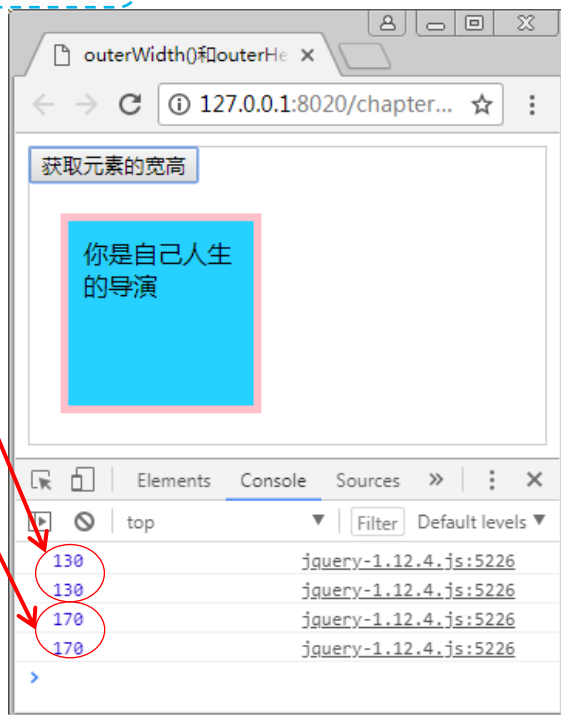 outerWidth()和outerHe
127.0.0.1:8020/chapter...
获取元素的宽高
你是自己人生
的导演
Elements Console Sources »
top Filter Default levels
130 jquery-1.12.4.js:5226
130 jquery-1.12.4.js:5226
170 jquery-1.12.4.js:5226
170 jquery-1.12.4.js:5226